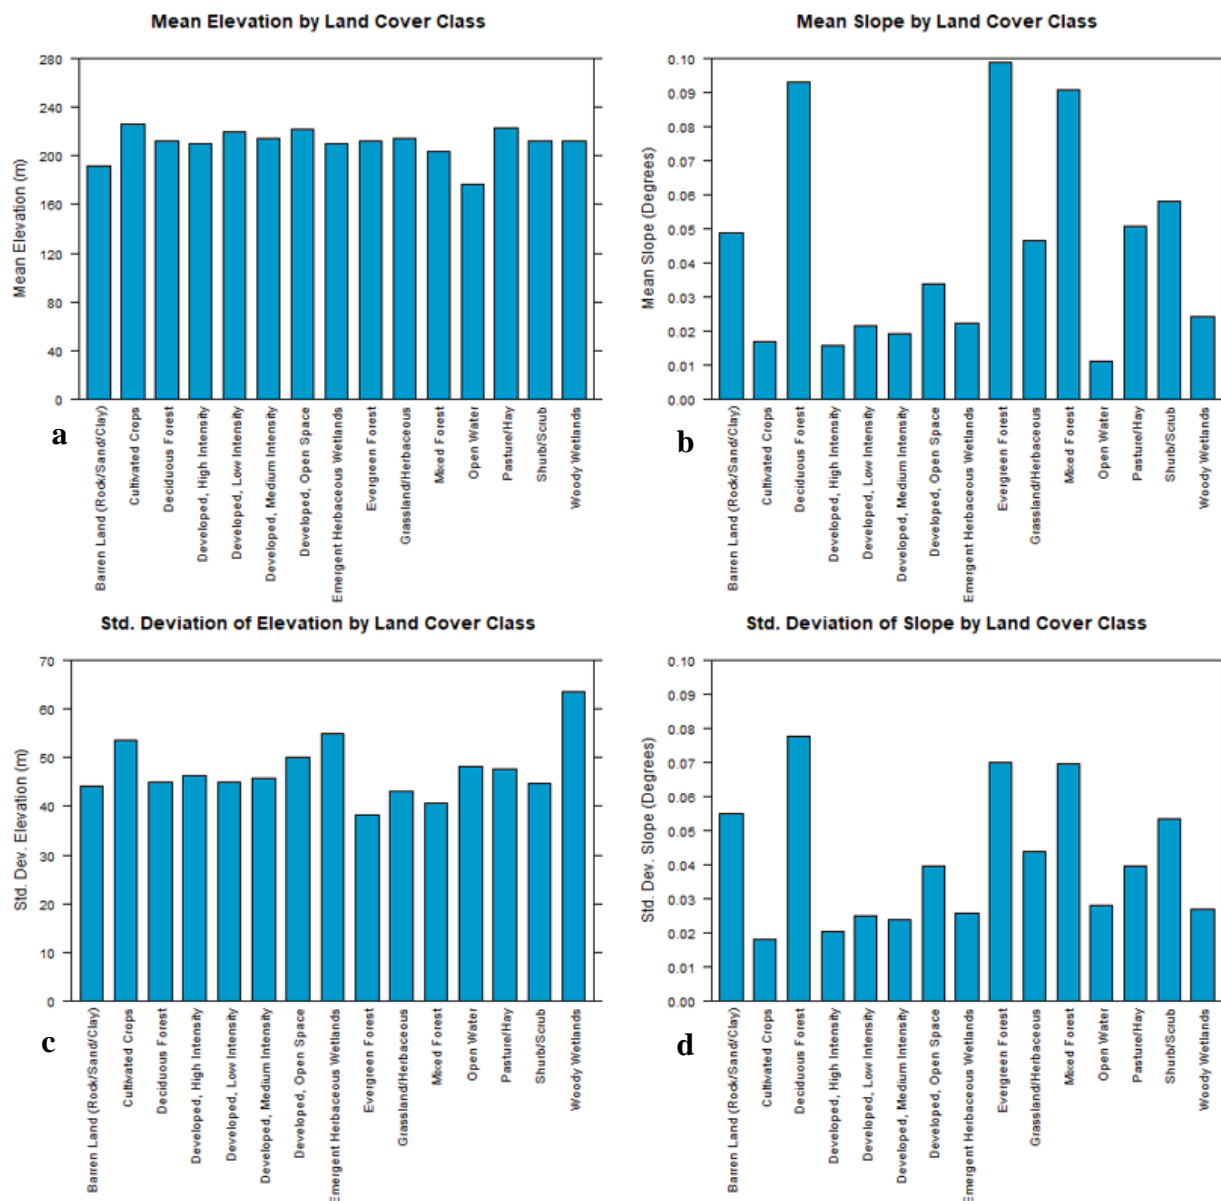 Mean Elevation by Land Cover Class
280
240
200
160
120
80
40
0
Mean Elevation (m)
Barren Land (Rock/Sand/Clay)
Cultivated Crops
Deciduous Forest
Developed, High Intensity
Developed, Low Intensity
Developed, Medium Intensity
Developed, Open Space
Emergent Herbaceous Wetlands
Evergreen Forest
Grassland/Herbaceous
Mixed Forest
Open Water
Pasture/Hay
Shurb/Scrub
Woody Wetlands
a
Mean Slope by Land Cover Class
0.10
0.09
0.08
0.07
0.06
0.05
0.04
0.03
0.02
0.01
0.00
Mean Slope (Degrees)
Barren Land (Rock/Sand/Clay)
Cultivated Crops
Deciduous Forest
Developed, High Intensity
Developed, Low Intensity
Developed, Medium Intensity
Developed, Open Space
Emergent Herbaceous Wetlands
Evergreen Forest
Grassland/Herbaceous
Mixed Forest
Open Water
Pasture/Hay
Shurb/Scrub
Woody Wetlands
b
Std. Deviation of Elevation by Land Cover Class
70
60
50
40
30
20
10
0
Std. Dev. Elevation (m)
Barren Land (Rock/Sand/Clay)
Cultivated Crops
Deciduous Forest
Developed, High Intensity
Developed, Low Intensity
Developed, Medium Intensity
Developed, Open Space
Emergent Herbaceous Wetlands
Evergreen Forest
Grassland/Herbaceous
Mixed Forest
Open Water
Pasture/Hay
Shurb/Scrub
Woody Wetlands
c
Std. Deviation of Slope by Land Cover Class
0.10
0.09
0.08
0.07
0.06
0.05
0.04
0.03
0.02
0.01
0.00
Std. Dev. Slope (Degrees)
Barren Land (Rock/Sand/Clay)
Cultivated Crops
Deciduous Forest
Developed, High Intensity
Developed, Low Intensity
Developed, Medium Intensity
Developed, Open Space
Emergent Herbaceous Wetlands
Evergreen Forest
Grassland/Herbaceous
Mixed Forest
Open Water
Pasture/Hay
Shurb/Scrub
Woody Wetlands
d